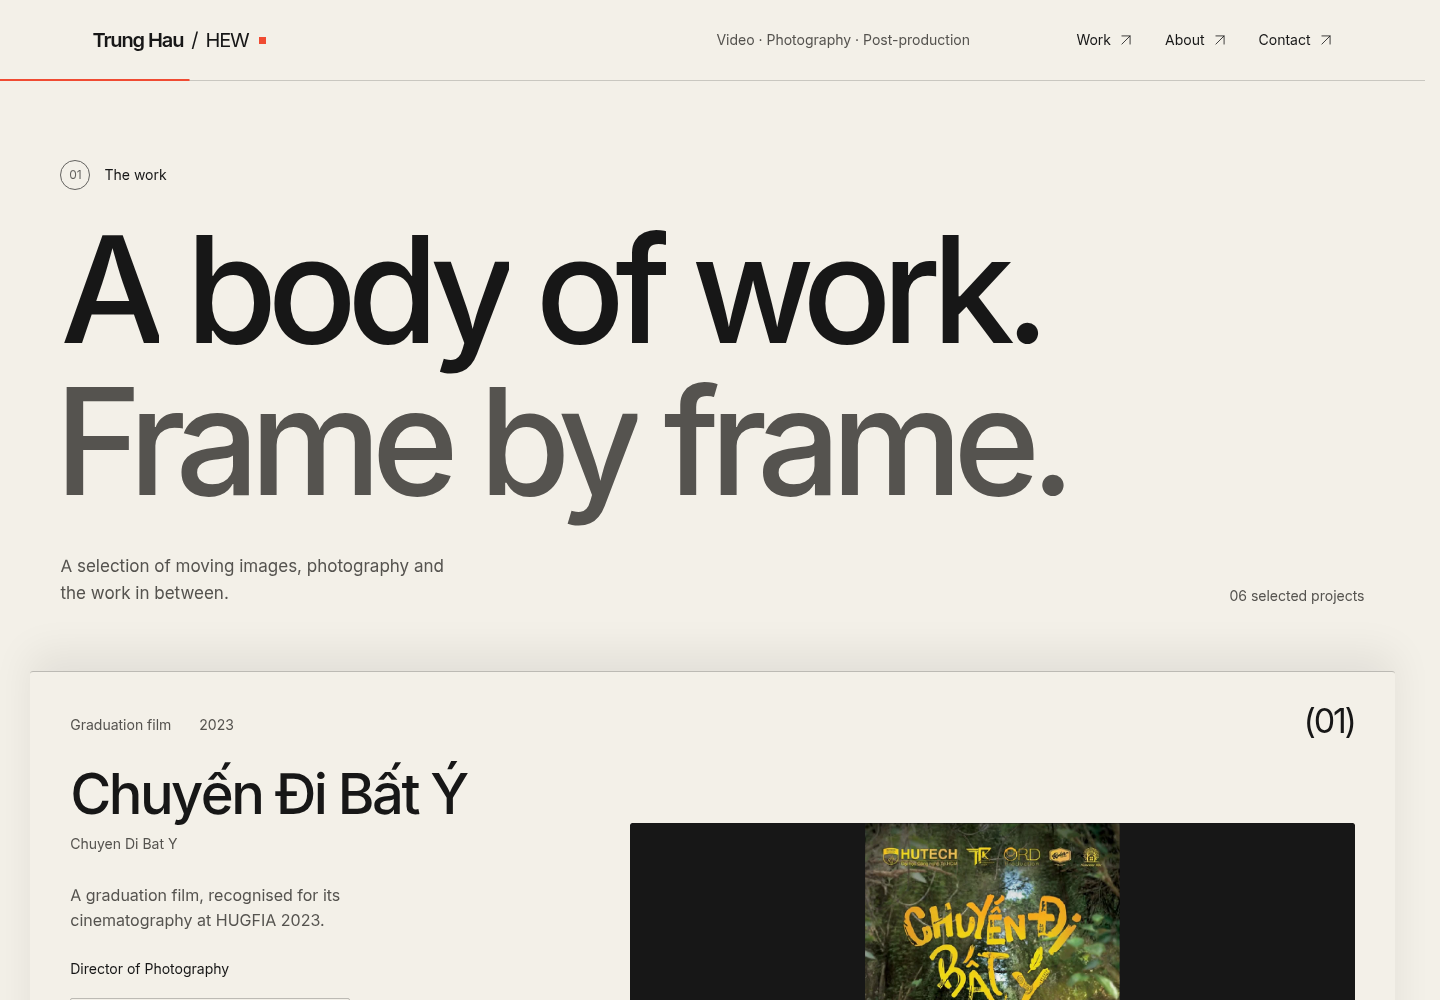 Trung Hau / HEW
Video · Photography · Post-production
Work
About
Contact
01
The work
A body of work.
Frame by frame.
A selection of moving images, photography and
the work in between.
06 selected projects
Graduation film 2023
(01)
Chuyến Đi Bất Ý
Chuyen Di Bat Y
A graduation film, recognised for its
cinematography at HUGFIA 2023.
Director of Photography
HUTECH
ORD
CHUYẾN ĐI
BẤT Ý